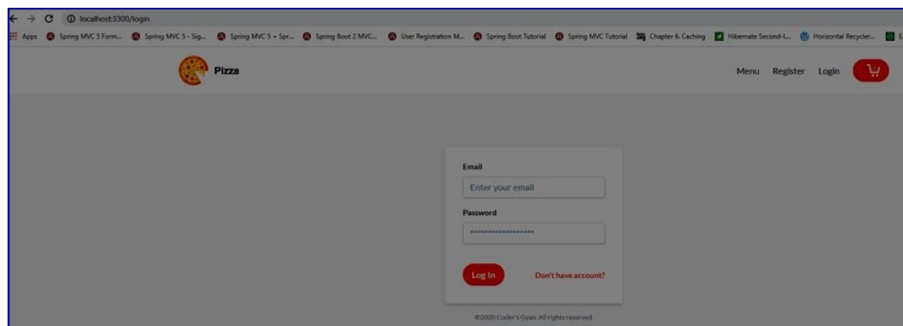 localhost:3300/login
Apps Spring MVC 5 Form... Spring MVC 5 - Sig... Spring MVC 5 + Spr... Spring Boot 2 MVC... User Registration M... Spring Boot Tutorial Spring MVC Tutorial Chapter 6. Caching Hibernate Second-L... Horizontal Recycler...
Pizza Menu Register Login
Email
Enter your email
Password
******************
Log In Don't have account?
©2020 Coder's Gyan All rights reserved.